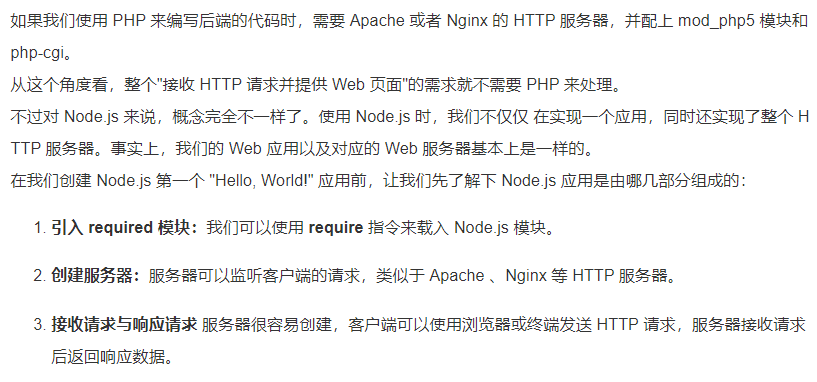 如果我们使用 PHP 来编写后端的代码时，需要 Apache 或者 Nginx 的 HTTP 服务器，并配上 mod_php5 模块和
php-cgi。
从这个角度看，整个"接收 HTTP 请求并提供 Web 页面"的需求就不需要 PHP 来处理。
不过对 Node.js 来说，概念完全不一样了。使用 Node.js 时，我们不仅仅 在实现一个应用，同时还实现了整个 H
TTP 服务器。事实上，我们的 Web 应用以及对应的 Web 服务器基本上是一样的。
在我们创建 Node.js 第一个 "Hello, World!" 应用前，让我们先了解下 Node.js 应用是由哪几部分组成的：
1. 引入 required 模块：我们可以使用 require 指令来载入 Node.js 模块。
2. 创建服务器：服务器可以监听客户端的请求，类似于 Apache 、Nginx 等 HTTP 服务器。
3. 接收请求与响应请求 服务器很容易创建，客户端可以使用浏览器或终端发送 HTTP 请求，服务器接收请求
后返回响应数据。